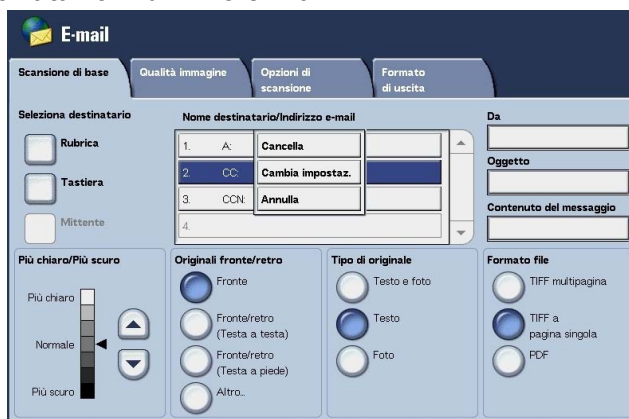 E-mail
Scansione di base
Qualità immagine
Opzioni di
scansione
Formato
di uscita
Seleziona destinatario
Rubrica
Tastiera
Mittente
Nome destinatario/Indirizzo e-mail
1. A:
2. CC:
3. CCN:
4.
Cancella
Cambia impostaz.
Annulla
Da
Oggetto
Contenuto del messaggio
Più chiaro/Più scuro
Più chiaro
Normale
Più scuro
Originali fronte/retro
Fronte
Fronte/retro
(Testa a testa)
Fronte/retro
(Testa a piede)
Altro..
Tipo di originale
Testo e foto
Testo
Foto
Formato file
TIFF multipagina
TIFF a
pagina singola
PDF